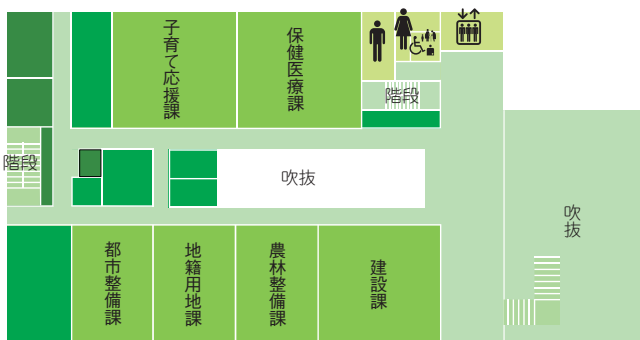 子育て応援課
保健医療課
階段
階段
吹抜
吹抜
都市整備課
地籍用地課
農林整備課
建設課